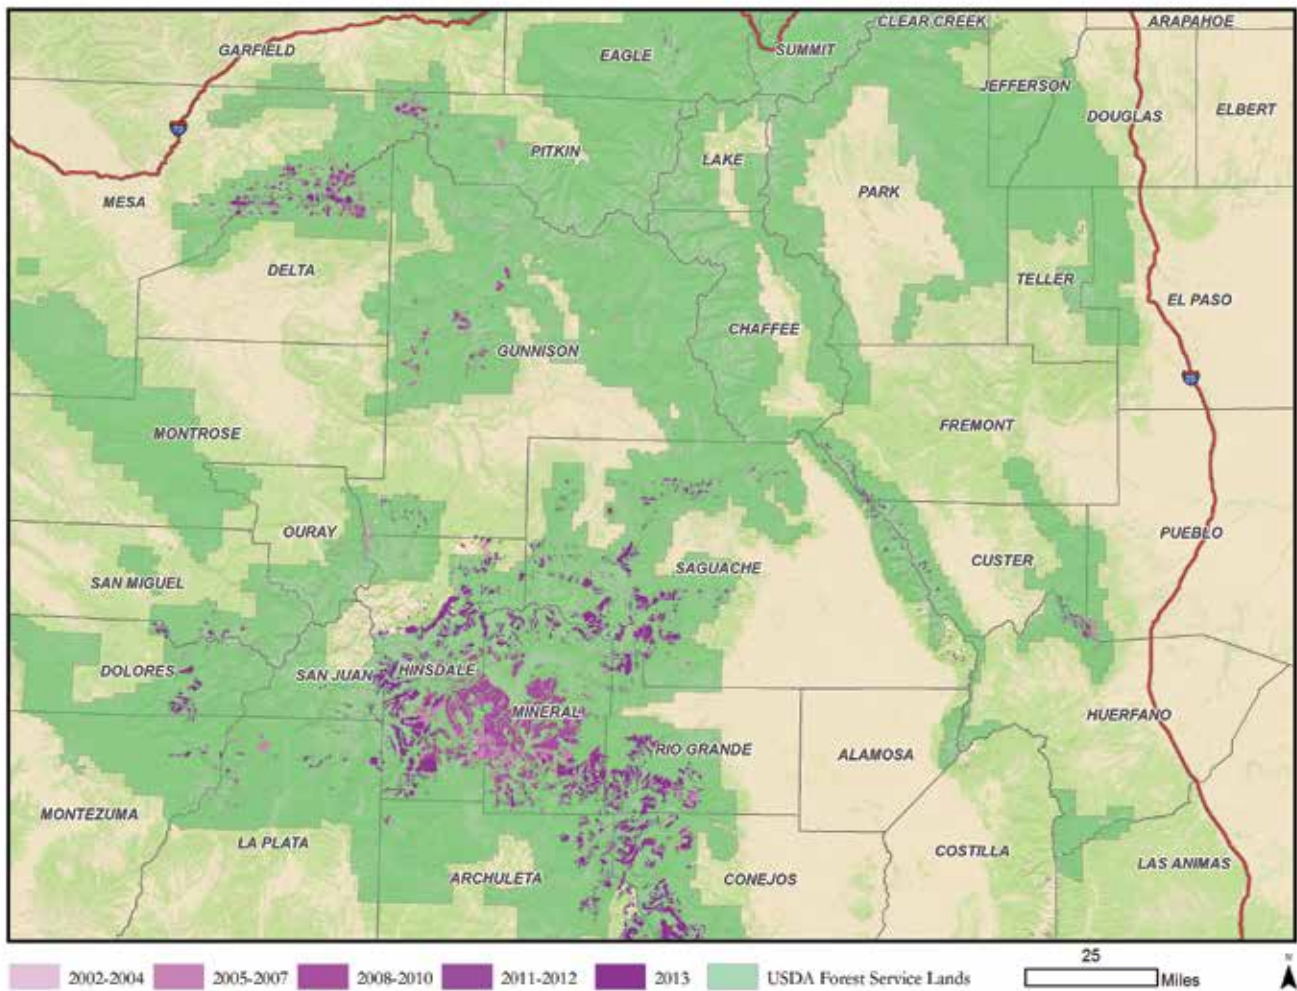 CLEAR CREEK
ARAPAHOE
GARFIELD
EAGLE
SUMMIT
JEFFERSON
DOUGLAS
ELBERT
PITKIN
LAKE
MESA
PARK
DELTA
TELLER
EL PASO
CHAFFEE
GUNNISON
MONTROSE
FREMONT
OURAY
PUEBLO
SAN MIGUEL
SAGUACHE
CUSTER
DOLORES
SAN JUAN
HINSDALE
MINERAL
HUERFANO
RIO GRANDE
ALAMOSA
MONTEZUMA
LA PLATA
COSTILLA
LAS ANIMAS
ARCHULETA
CONEJOS
2002-2004
2005-2007
2008-2010
2011-2012
2013
USDA Forest Service Lands
25
Miles
N